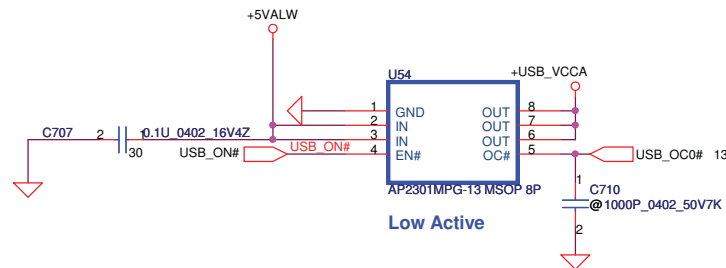 +5VALW
U54
+USB_VCCA
1 GND OUT 8
2 IN OUT 7
C707 2 1 0.1U_0402_16V4Z 3 IN OUT 6
30 USB_ON# USB_ON# 4 EN# OC# 5 USB_OC0# 13
AP2301MPG-13 MSOP 8P
1 C710
@ 1000P_0402_50V7K
Low Active
2